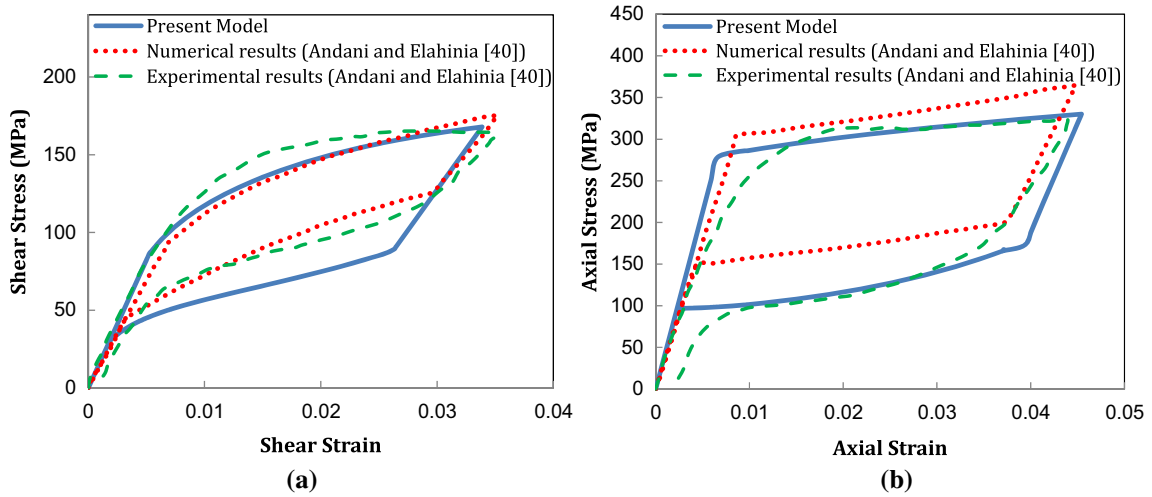 Present Model
Numerical results (Andani and Elahinia [40])
Experimental results (Andani and Elahinia [40])
200
150
100
50
0
0
0.01
0.02
0.03
0.04
Shear Stress (MPa)
Shear Strain
(a)
Present Model
Numerical results (Andani and Elahinia [40])
Experimental results (Andani and Elahinia [40])
450
400
350
300
250
200
150
100
50
0
0
0.01
0.02
0.03
0.04
0.05
Axial Stress (MPa)
Axial Strain
(b)